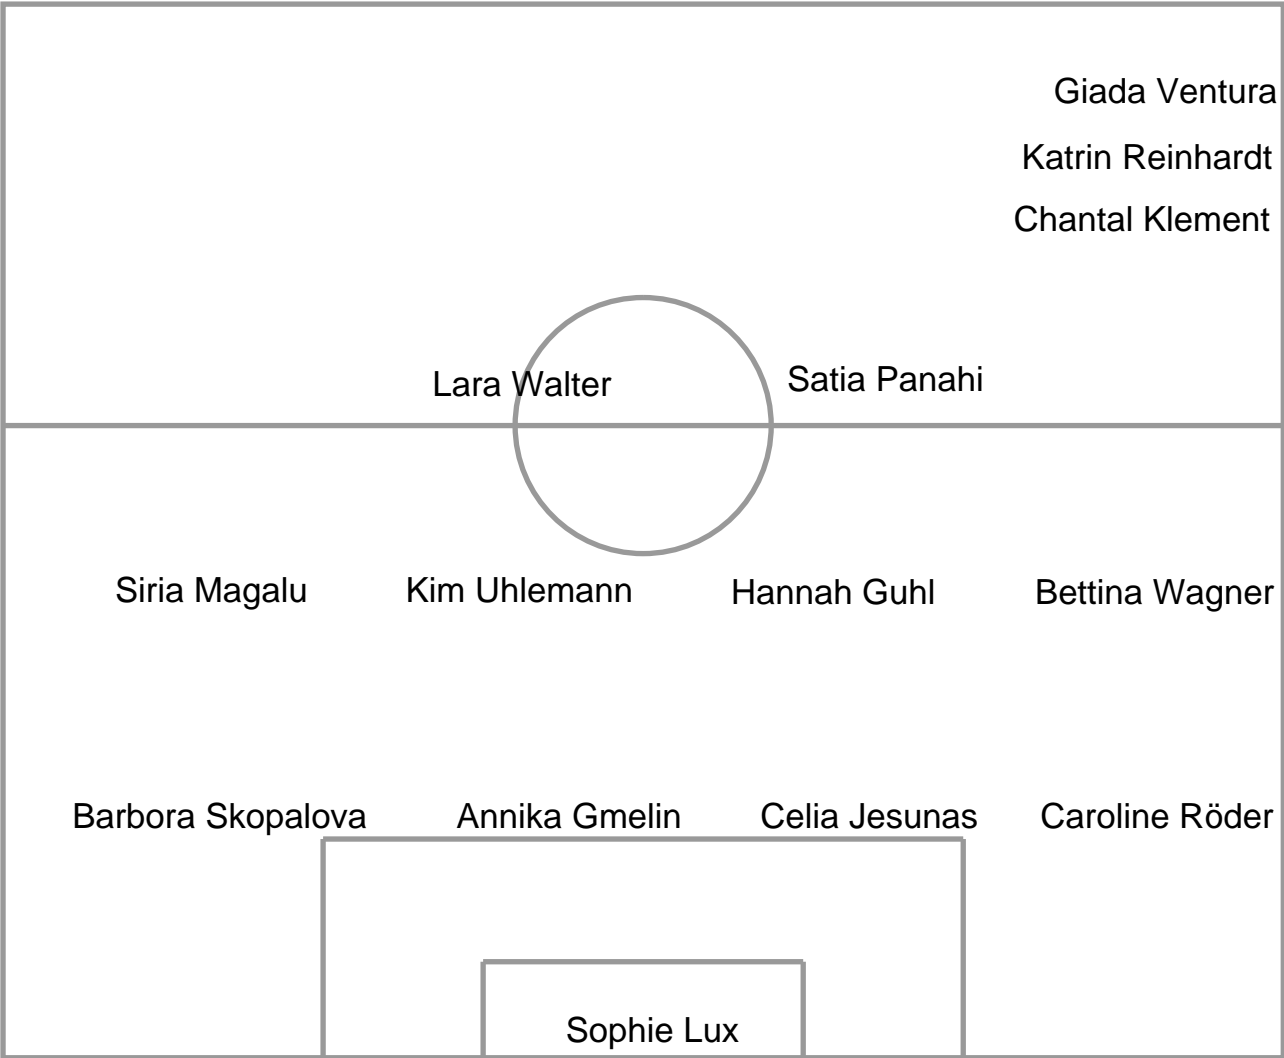 Giada Ventura
Katrin Reinhardt
Chantal Klement
Lara Walter Satia Panahi
Siria Magalu Kim Uhlemann Hannah Guhl Bettina Wagner
Barbora Skopalova Annika Gmelin Celia Jesunas Caroline Röder
Sophie Lux